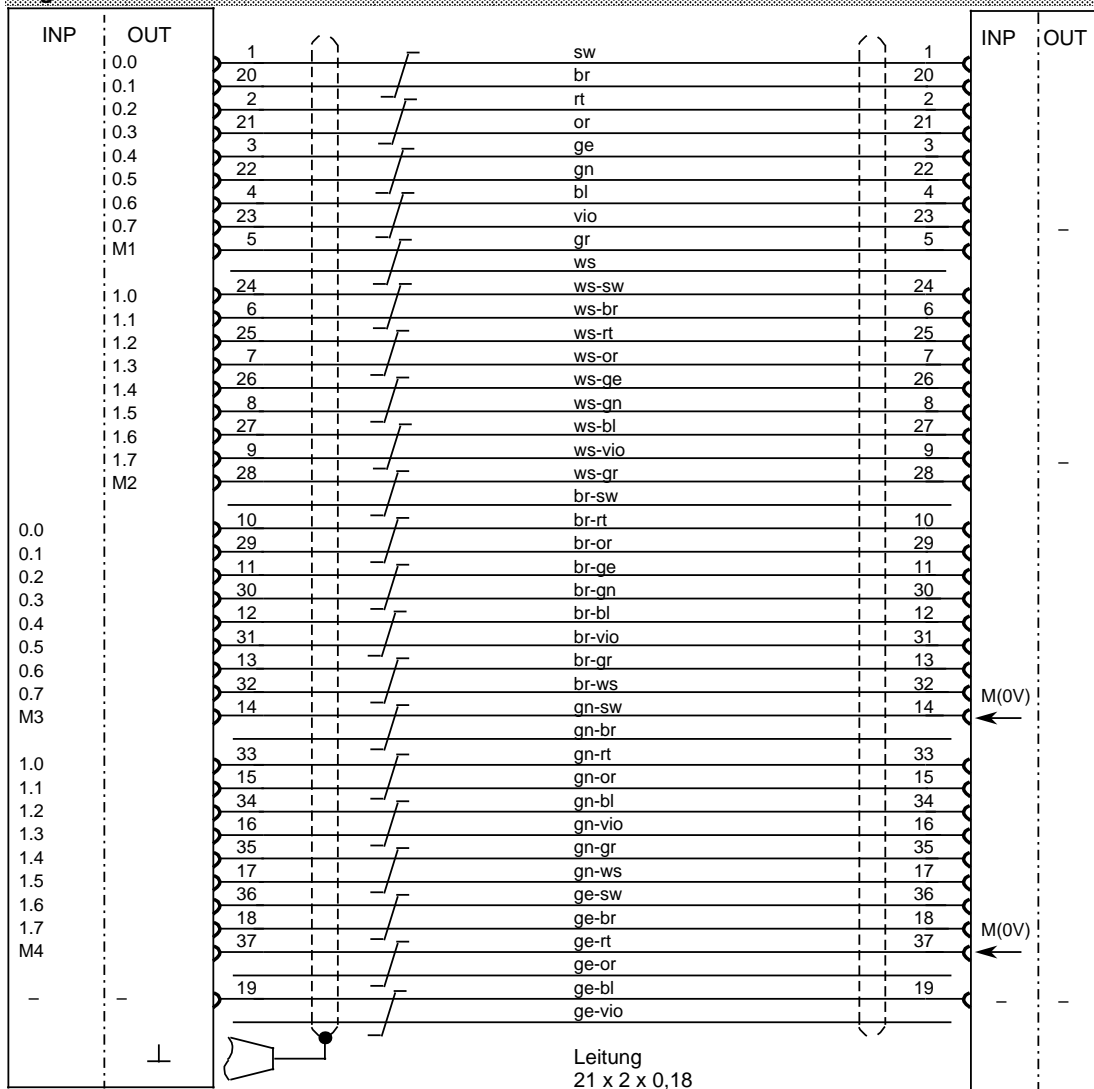 INP OUT INP OUT
0.0 1 sw 1
0.1 20 br 20
0.2 2 rt 2
0.3 21 or 21
0.4 3 ge 3
0.5 22 gn 22
0.6 4 bl 4
0.7 23 vio 23 –
M1 5 gr 5
ws
1.0 24 ws-sw 24
1.1 6 ws-br 6
1.2 25 ws-rt 25
1.3 7 ws-or 7
1.4 26 ws-ge 26
1.5 8 ws-gn 8
1.6 27 ws-bl 27
1.7 9 ws-vio 9 –
M2 28 ws-gr 28
br-sw
0.0 10 br-rt 10
0.1 29 br-or 29
0.2 11 br-ge 11
0.3 30 br-gn 30
0.4 12 br-bl 12
0.5 31 br-vio 31
0.6 13 br-gr 13
0.7 32 br-ws 32 M(0V)
M3 14 gn-sw 14
gn-br
1.0 33 gn-rt 33
1.1 15 gn-or 15
1.2 34 gn-bl 34
1.3 16 gn-vio 16
1.4 35 gn-gr 35
1.5 17 gn-ws 17
1.6 36 ge-sw 36
1.7 18 ge-br 18 M(0V)
M4 37 ge-rt 37
ge-or
– – 19 ge-bl 19 – –
ge-vio
Leitung
21 x 2 x 0,18